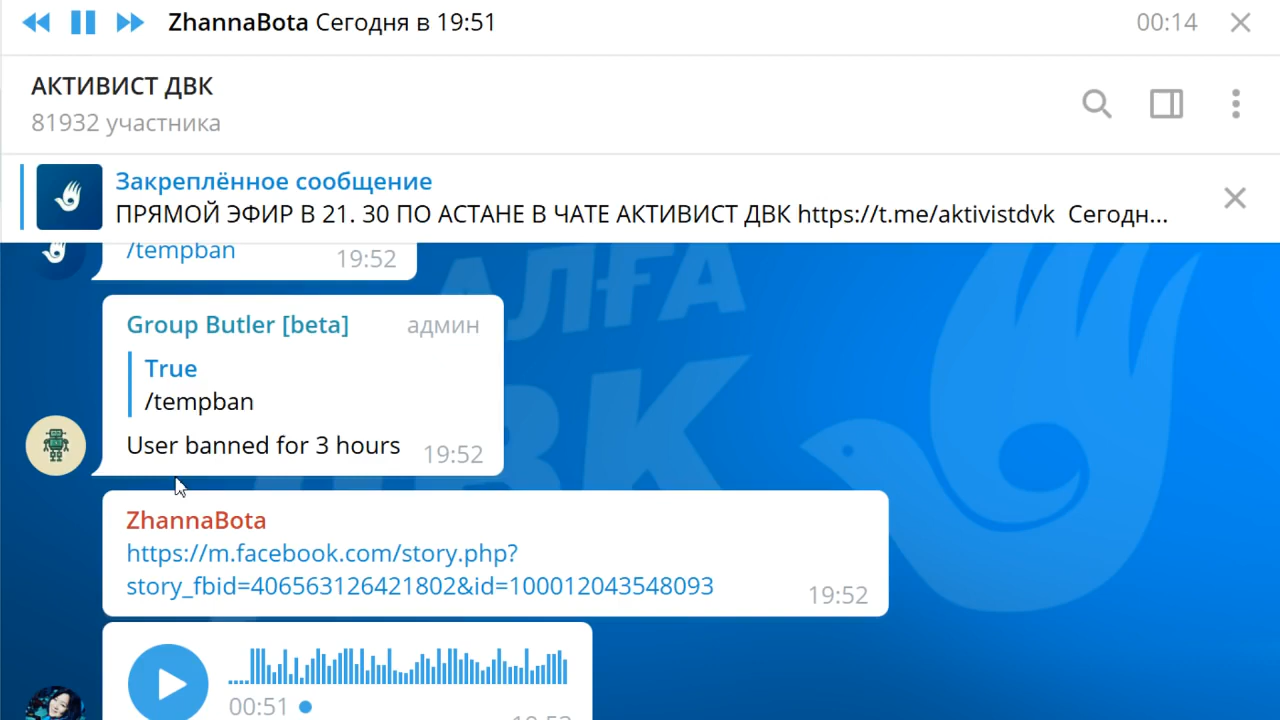 ZhannaBota Сегодня в 19:51
00:14
АКТИВИСТ ДВК
81932 участника
Закреплённое сообщение
ПРЯМОЙ ЭФИР В 21. 30 ПО АСТАНЕ В ЧАТЕ АКТИВИСТ ДВК https://t.me/aktivistdvk Сегодн...
/tempban
19:52
АЛҒА
ДВК
Group Butler [beta]
админ
True
/tempban
User banned for 3 hours
19:52
ZhannaBota
https://m.facebook.com/story.php?
story_fbid=406563126421802&id=100012043548093
19:52
00:51